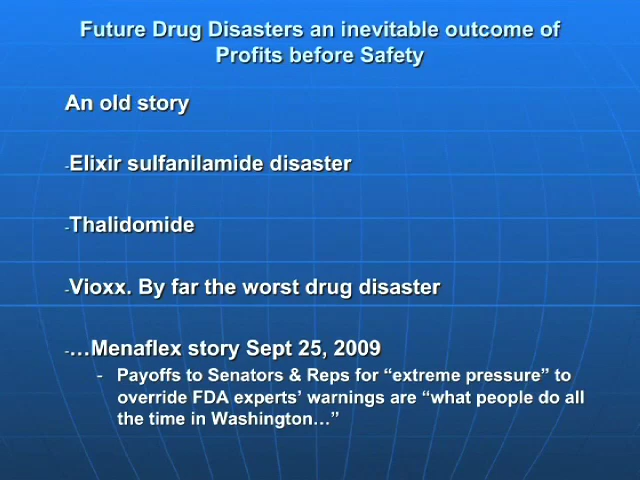 Future Drug Disasters an inevitable outcome of
Profits before Safety
An old story
-Elixir sulfanilamide disaster
-Thalidomide
-Vioxx. By far the worst drug disaster
-…Menaflex story Sept 25, 2009
- Payoffs to Senators & Reps for “extreme pressure” to
override FDA experts’ warnings are “what people do all
the time in Washington…”